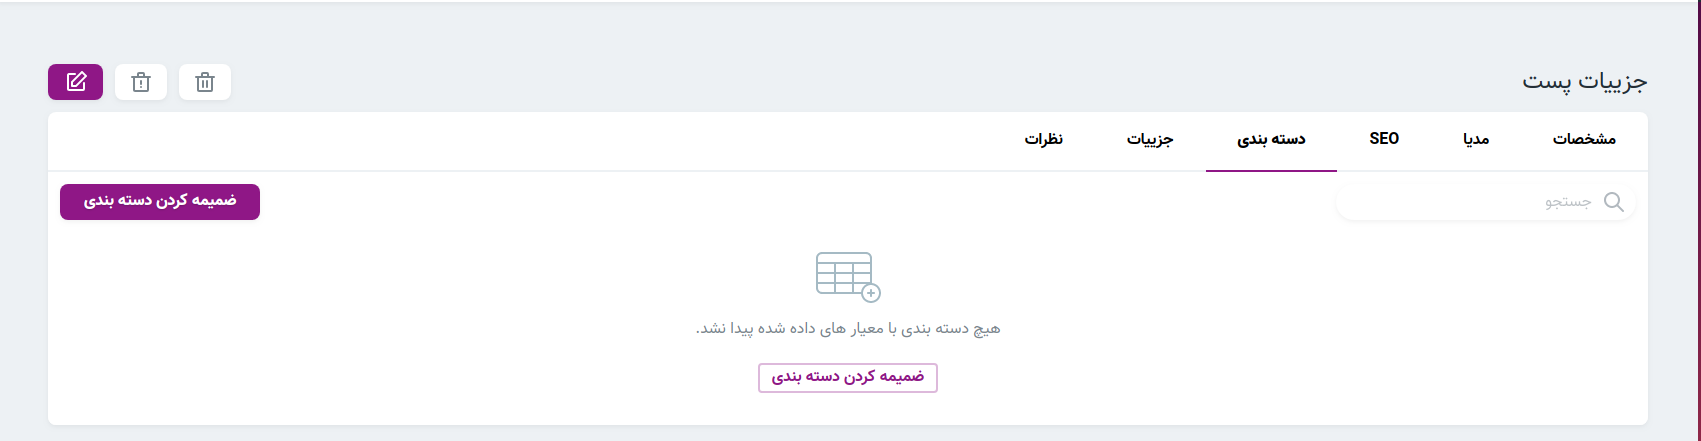 جزییات پست
مشخصات
مدیا
SEO
دسته بندی
جزییات
نظرات
جستجو
ضمیمه کردن دسته بندی
هیچ دسته بندی با معیار های داده شده پیدا نشد.
ضمیمه کردن دسته بندی